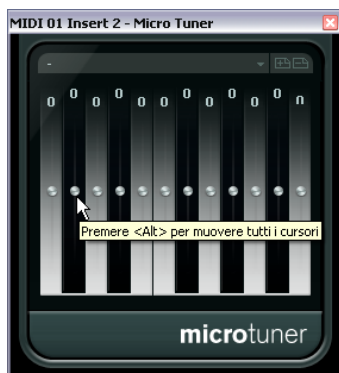 MIDI 01 Insert 2 - Micro Tuner
-
0 0 0 0 0 0 0 0 0 0 0 0
Premere <Alt> per muovere tutti i cursori
microtuner